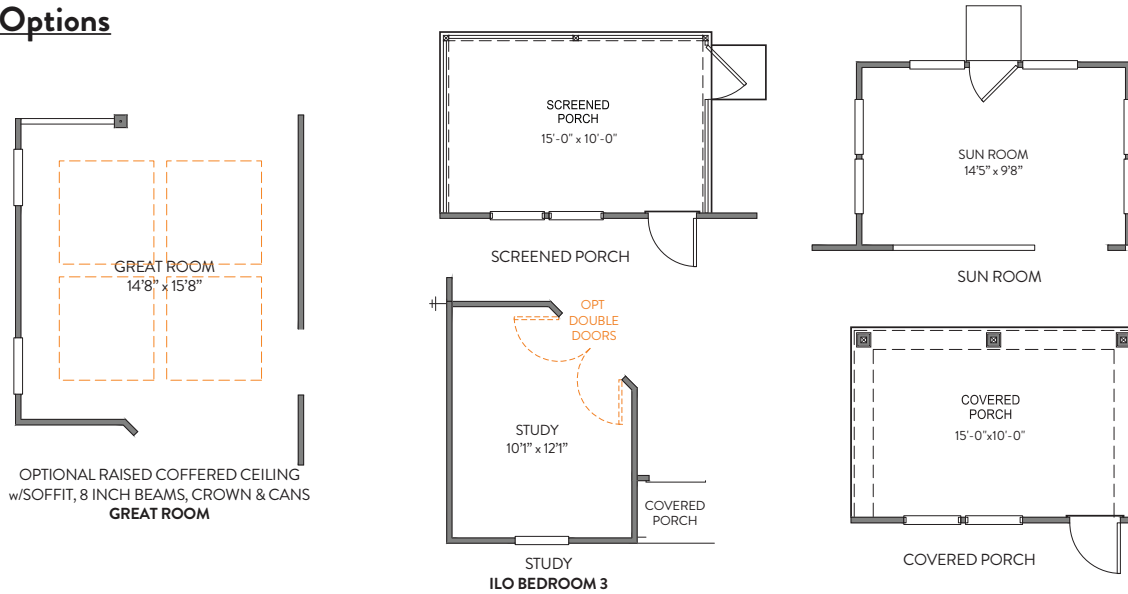 Options
GREAT ROOM
14'8" x 15'8"
OPTIONAL RAISED COFFERED CEILING
w/SOFFIT, 8 INCH BEAMS, CROWN & CANS
GREAT ROOM
SCREENED
PORCH
15'-0" x 10'-0"
SCREENED PORCH
OPT
DOUBLE
DOORS
STUDY
10'1" x 12'1"
COVERED
PORCH
STUDY
ILO BEDROOM 3
SUN ROOM
14'5" x 9'8"
SUN ROOM
COVERED
PORCH
15'-0"x10'-0"
COVERED PORCH